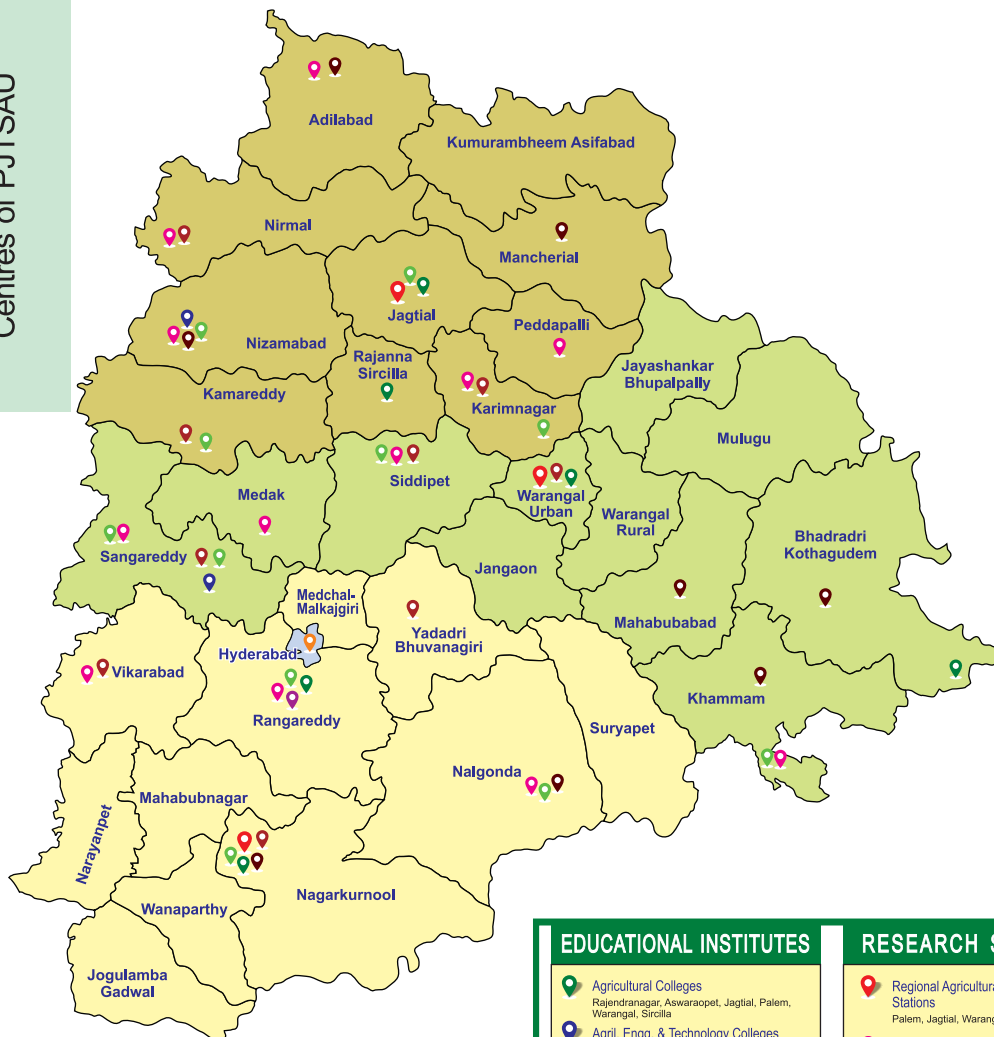 Centres of PJTSAU
Adilabad
Kumurambheem Asifabad
Nirmal
Mancherial
Jagtial
Peddapalli
Nizamabad
Rajanna
Sircilla
Jayashankar
Bhupalpally
Kamareddy
Karimnagar
Mulugu
Siddipet
Medak
Warangal
Urban
Warangal
Rural
Bhadradri
Kothagudem
Sangareddy
Jangaon
Medchal-
Malkajgiri
Mahabubabad
Yadadri
Bhuvanagiri
Hyderabad
Vikarabad
Khammam
Rangareddy
Suryapet
Nalgonda
Mahabubnagar
Narayanpet
Nagarkurnool
Wanaparthy
Jogulamba
Gadwal
EDUCATIONAL INSTITUTES
Agricultural Colleges
Rajendranagar, Aswaraopet, Jagtial, Palem,
Warangal, Sircilla
Agril. Engg. & Technology Colleges
RESEARCH S
Regional Agricultura
Stations
Palem, Jagtial, Warang